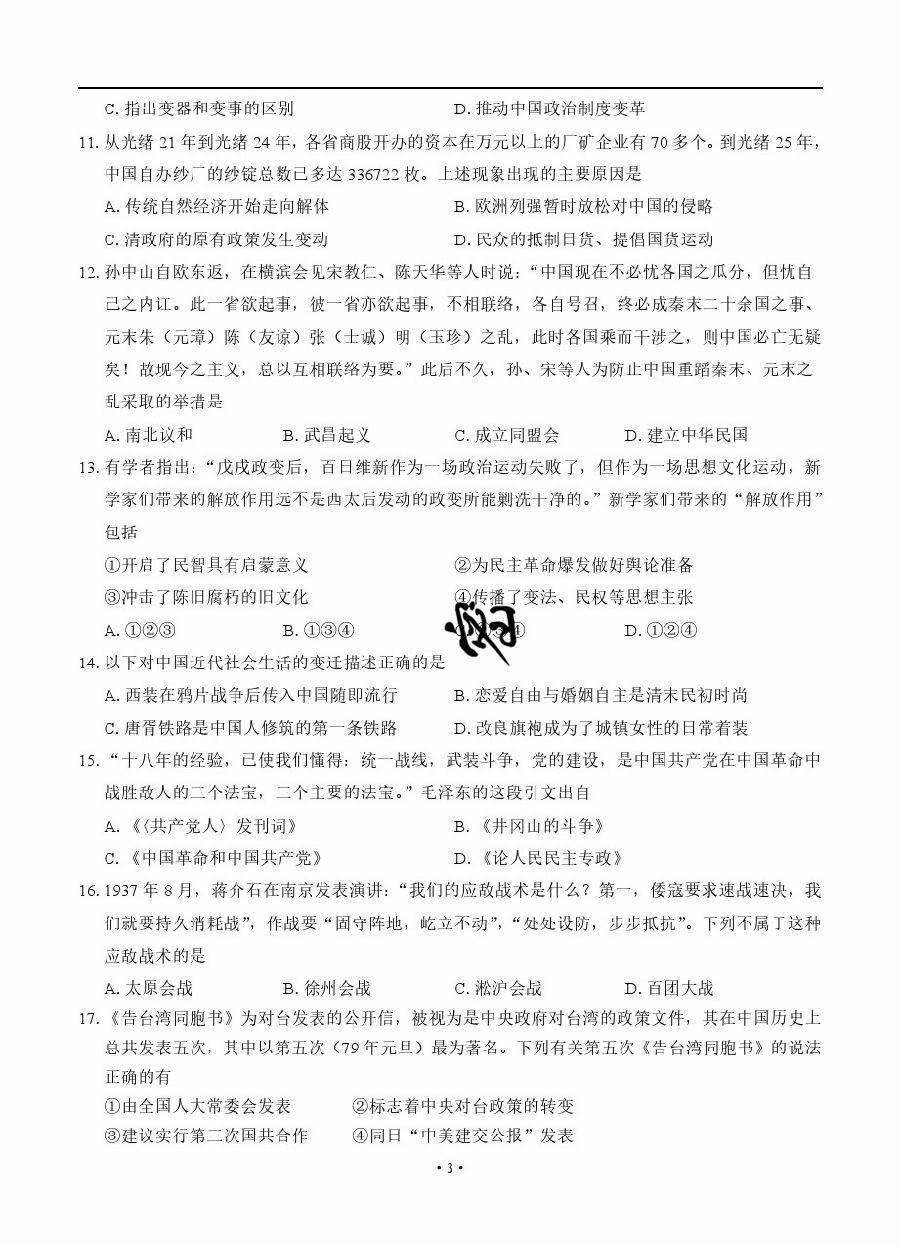 C. 指出变器和变事的区别 D. 推动中国政治制度变革
11. 从光绪 21 年到光绪 24 年，各省商股开办的资本在万元以上的厂矿企业有 70 多个。到光绪 25 年，
中国自办纱厂的纱锭总数已多达 336722 枚。上述现象出现的主要原因是
A. 传统自然经济开始走向解体 B. 欧洲列强暂时放松对中国的侵略
C. 清政府的原有政策发生变动 D. 民众的抵制日货、提倡国货运动
12. 孙中山自欧东返，在横滨会见宋教仁、陈天华等人时说：“中国现在不必忧各国之瓜分，但忧自
己之内讧。此一省欲起事，彼一省亦欲起事，不相联络，各自号召，终必成秦末二十余国之事、
元末朱（元璋）陈（友谅）张（士诚）明（玉珍）之乱，此时各国乘而干涉之，则中国必亡无疑
矣！故现今之主义，总以互相联络为要。”此后不久，孙、宋等人为防止中国重蹈秦末、元末之
乱采取的举措是
A. 南北议和 B. 武昌起义 C. 成立同盟会 D. 建立中华民国
13. 有学者指出：“戊戌政变后，百日维新作为一场政治运动失败了，但作为一场思想文化运动，新
学家们带来的解放作用远不是西太后发动的政变所能剿洗干净的。”新学家们带来的“解放作用”
包括
①开启了民智具有启蒙意义 ②为民主革命爆发做好舆论准备
③冲击了陈旧腐朽的旧文化 ④传播了变法、民权等思想主张
A. ①②③ B. ①③④ ④ D. ①②④
14. 以下对中国近代社会生活的变迁描述正确的是
A. 西装在鸦片战争后传入中国随即流行 B. 恋爱自由与婚姻自主是清末民初时尚
C. 唐胥铁路是中国人修筑的第一条铁路 D. 改良旗袍成为了城镇女性的日常着装
15. “十八年的经验，已使我们懂得：统一战线，武装斗争，党的建设，是中国共产党在中国革命中
战胜敌人的三个法宝，三个主要的法宝。”毛泽东的这段引文出自
A. 《〈共产党人〉发刊词》 B. 《井冈山的斗争》
C. 《中国革命和中国共产党》 D. 《论人民民主专政》
16. 1937 年 8 月，蒋介石在南京发表演讲：“我们的应敌战术是什么？第一，倭寇要求速战速决，我
们就要持久消耗战”，作战要“固守阵地，屹立不动”，“处处设防，步步抵抗”。下列不属于这种
应敌战术的是
A. 太原会战 B. 徐州会战 C. 淞沪会战 D. 百团大战
17. 《告台湾同胞书》为对台发表的公开信，被视为是中央政府对台湾的政策文件，其在中国历史上
总共发表五次，其中以第五次（79 年元旦）最为著名。下列有关第五次《告台湾同胞书》的说法
正确的有
①由全国人大常委会发表 ②标志着中央对台政策的转变
③建议实行第三次国共合作 ④同日“中美建交公报”发表
• 3 •